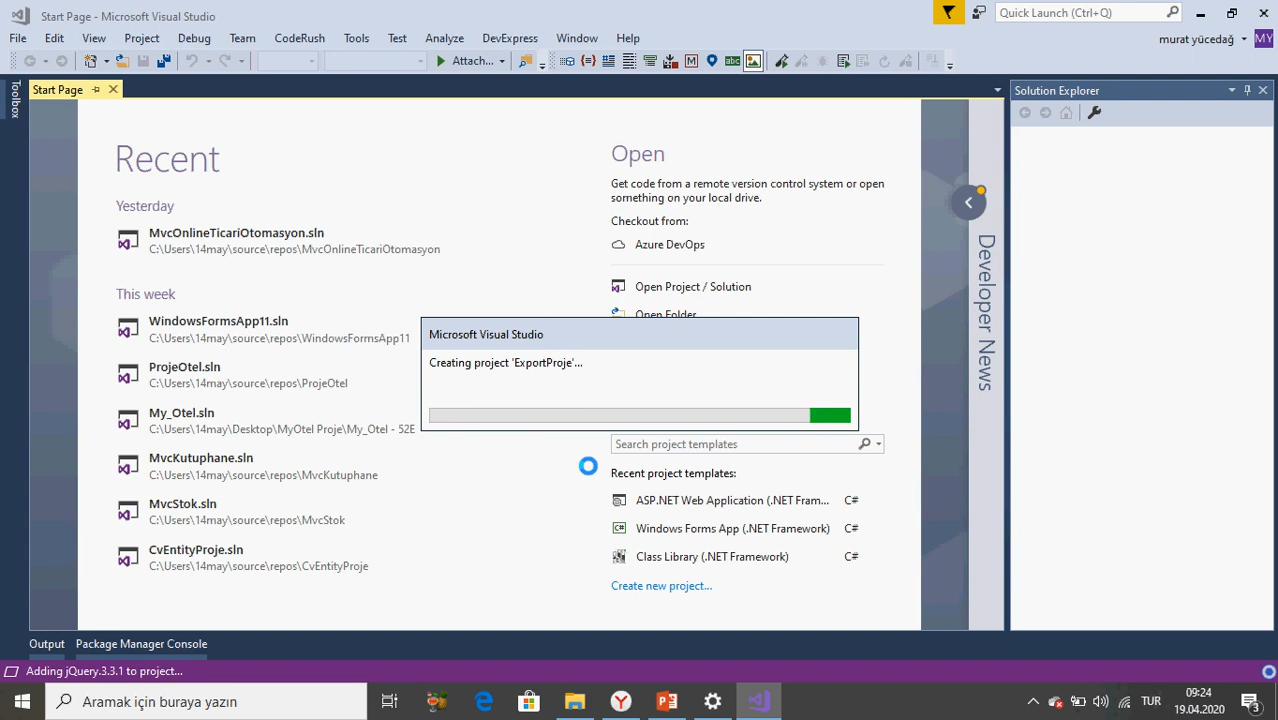 Start Page - Microsoft Visual Studio
Quick Launch (Ctrl+Q)
File Edit View Project Debug Team CodeRush Tools Test Analyze DevExpress Window Help
murat yücedağ
MY
Attach...
abc
Toolbox
Start Page
Solution Explorer
Recent
Yesterday
MvcOnlineTicariOtomasyon.sln
C:\Users\14may\source\repos\MvcOnlineTicariOtomasyon
This week
WindowsFormsApp11.sln
C:\Users\14may\source\repos\WindowsFormsApp11
ProjeOtel.sln
C:\Users\14may\source\repos\ProjeOtel
My_Otel.sln
C:\Users\14may\Desktop\MyOtel Proje\My_Otel - 52E
MvcKutuphane.sln
C:\Users\14may\source\repos\MvcKutuphane
MvcStok.sln
C:\Users\14may\source\repos\MvcStok
CvEntityProje.sln
C:\Users\14may\source\repos\CvEntityProje
Open
Get code from a remote version control system or open
something on your local drive.
Checkout from:
Azure DevOps
Open Project / Solution
Open Folder
Microsoft Visual Studio
Creating project 'ExportProje'...
Search project templates
Recent project templates:
ASP.NET Web Application (.NET Fram... C#
Windows Forms App (.NET Framework) C#
Class Library (.NET Framework) C#
Create new project...
Developer News
Output Package Manager Console
Adding jQuery.3.3.1 to project...
Aramak için buraya yazın
TUR
09:24
19.04.2020
3